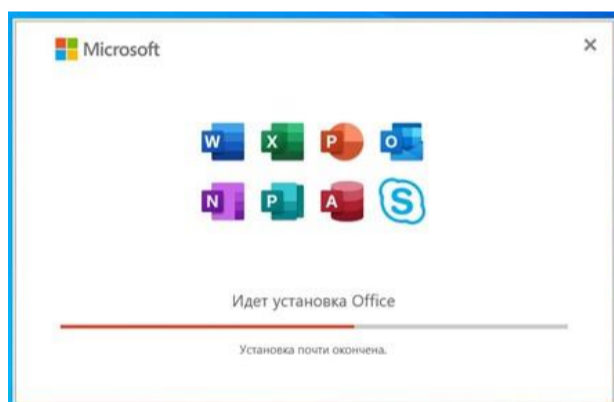 Microsoft
W X P O
N P A S
Идет установка Office
Установка почти окончена.